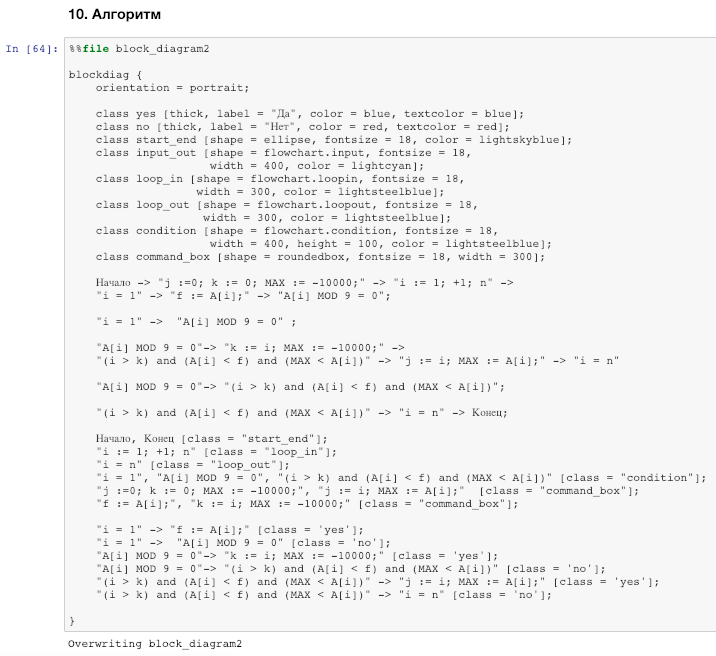 10. Алгоритм
In [64]: %%file block_diagram2
blockdiag {
orientation = portrait;
class yes [thick, label = "Да", color = blue, textcolor = blue];
class no [thick, label = "Нет", color = red, textcolor = red];
class start_end [shape = ellipse, fontsize = 18, color = lightskyblue];
class input_out [shape = flowchart.input, fontsize = 18,
width = 400, color = lightcyan];
class loop_in [shape = flowchart.loopin, fontsize = 18,
width = 300, color = lightsteelblue];
class loop_out [shape = flowchart.loopout, fontsize = 18,
width = 300, color = lightsteelblue];
class condition [shape = flowchart.condition, fontsize = 18,
width = 400, height = 100, color = lightsteelblue];
class command_box [shape = roundedbox, fontsize = 18, width = 300];
Начало -> "j :=0; k := 0; MAX := -10000;" -> "i := 1; +1; n" ->
"i = 1" -> "f := A[i];" -> "A[i] MOD 9 = 0";
"i = 1" ->  "A[i] MOD 9 = 0" ;
"A[i] MOD 9 = 0"-> "k := i; MAX := -10000;" ->
"(i > k) and (A[i] < f) and (MAX < A[i])" -> "j := i; MAX := A[i];" -> "i = n"
"A[i] MOD 9 = 0"-> "(i > k) and (A[i] < f) and (MAX < A[i])";
"(i > k) and (A[i] < f) and (MAX < A[i])" -> "i = n" -> Конец;
Начало, Конец [class = "start_end"];
"i := 1; +1; n" [class = "loop_in"];
"i = n" [class = "loop_out"];
"i = 1", "A[i] MOD 9 = 0", "(i > k) and (A[i] < f) and (MAX < A[i])" [class = "condition"];
"j :=0; k := 0; MAX := -10000;", "j := i; MAX := A[i];"  [class = "command_box"];
"f := A[i];", "k := i; MAX := -10000;" [class = "command_box"];
"i = 1" -> "f := A[i];" [class = 'yes'];
"i = 1" ->  "A[i] MOD 9 = 0" [class = 'no'];
"A[i] MOD 9 = 0"-> "k := i; MAX := -10000;" [class = 'yes'];
"A[i] MOD 9 = 0"-> "(i > k) and (A[i] < f) and (MAX < A[i])" [class = 'no'];
"(i > k) and (A[i] < f) and (MAX < A[i])" -> "j := i; MAX := A[i];" [class = 'yes'];
"(i > k) and (A[i] < f) and (MAX < A[i])" -> "i = n" [class = 'no'];
}
Overwriting block_diagram2